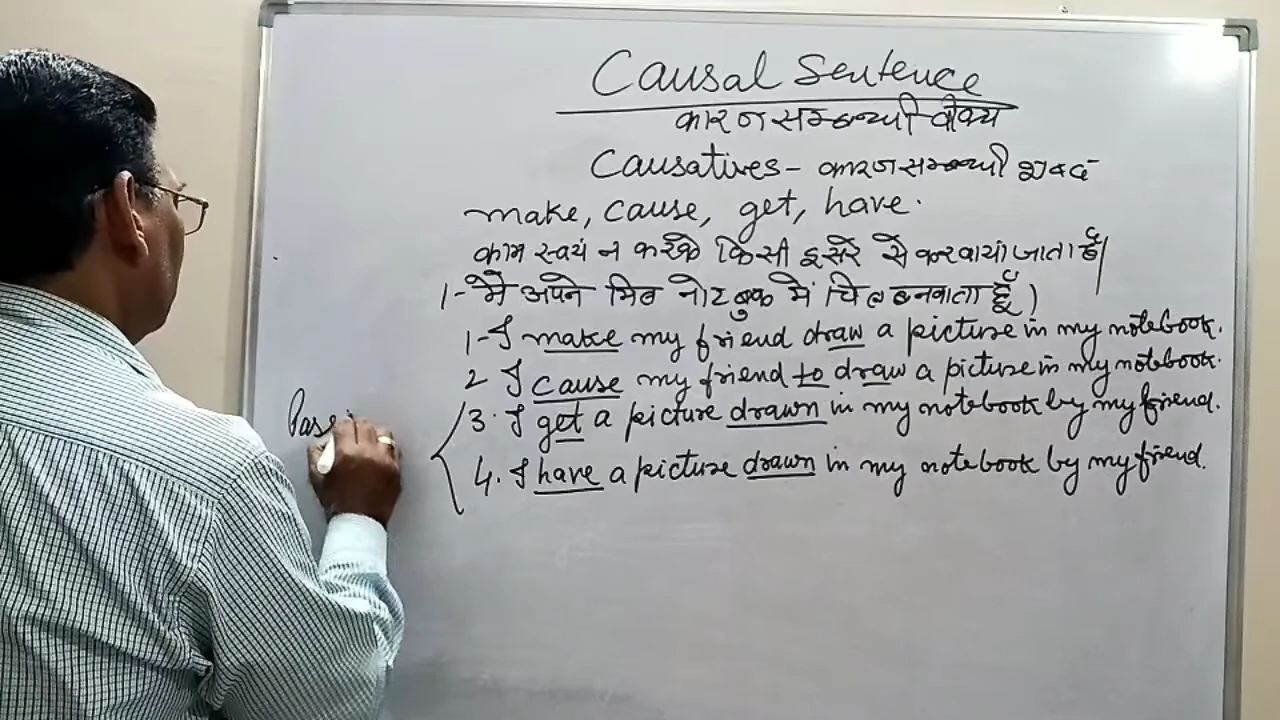 Causal Sentence
कारण सम्बन्धी वाक्य
Causatives - कारण सम्बन्धी शब्द
make, cause, get, have.
काम स्वयं न करके किसी दूसरे से करवाया जाता है|
1- मैं अपने मित्र नोटबुक में चित्र बनवाता हूँ |
1- I make my friend draw a picture in my notebook.
2 I cause my friend to draw a picture in my notebook.
3. I get a picture drawn in my notebook by my friend.
4. I have a picture drawn in my notebook by my friend.